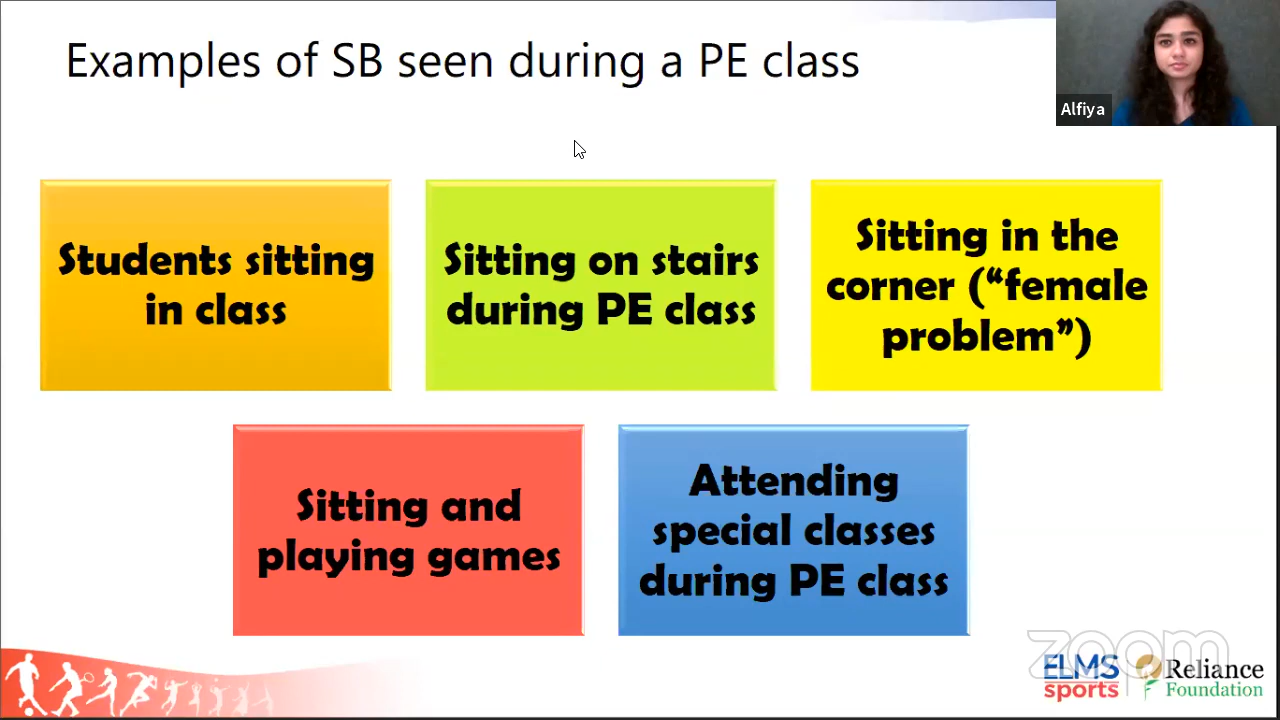 Examples of SB seen during a PE class
Alfiya
Students sitting
in class
Sitting on stairs
during PE class
Sitting in the
corner (“female
problem”)
Sitting and
playing games
Attending
special classes
during PE class
zoom
ELMS
sports
Reliance
Foundation